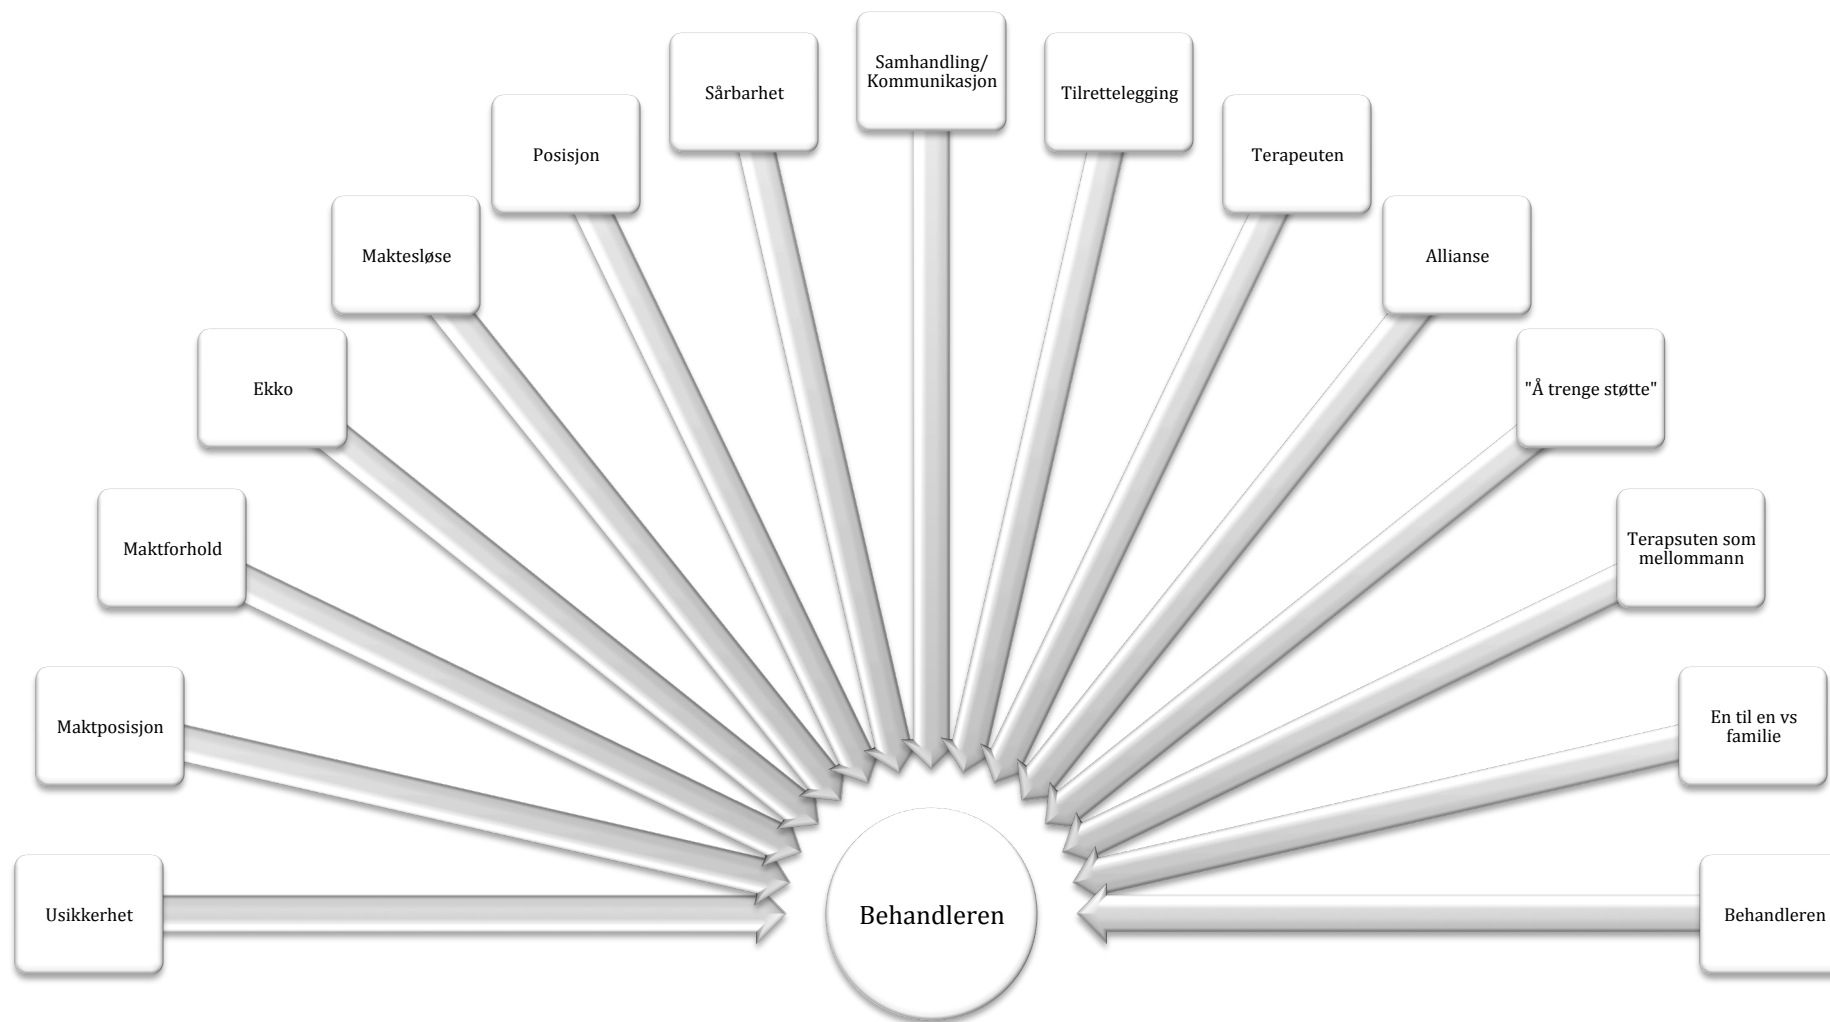 Usikkerhet
Maktposisjon
Maktforhold
Ekko
Maktesløse
Posisjon
Sårbarhet
Samhandling/
Kommunikasjon
Tilrettelegging
Terapeuten
Allianse
"Å trenge støtte"
Terapsuten som
mellommann
En til en vs
familie
Behandleren
Behandleren